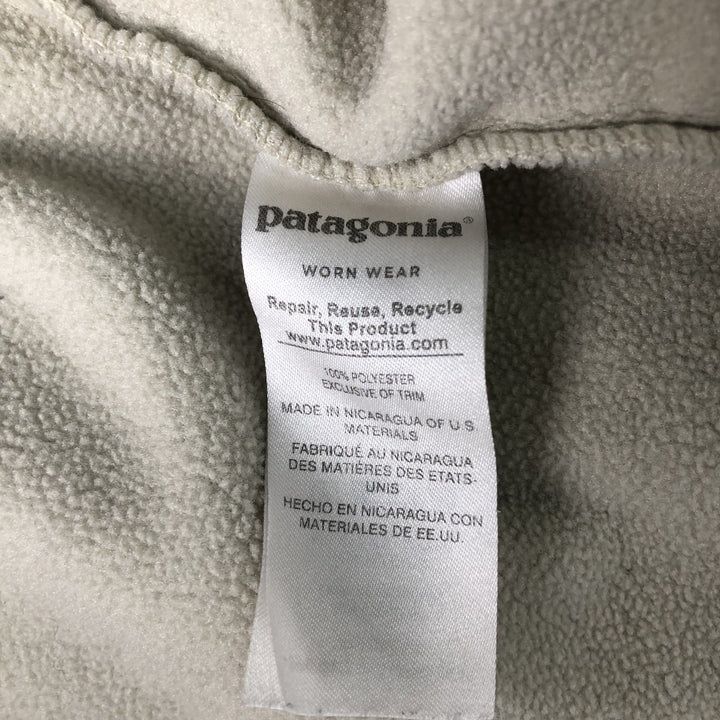 patagonia®
WORN WEAR
Repair, Reuse, Recycle
This Product
www.patagonia.com
100% POLYESTER
EXCLUSIVE OF TRIM
MADE IN NICARAGUA OF U.S.
MATERIALS
FABRIQUÉ AU NICARAGUA
DES MATIÈRES DES ETATS-
UNIS
HECHO EN NICARAGUA CON
MATERIALES DE EE.UU.